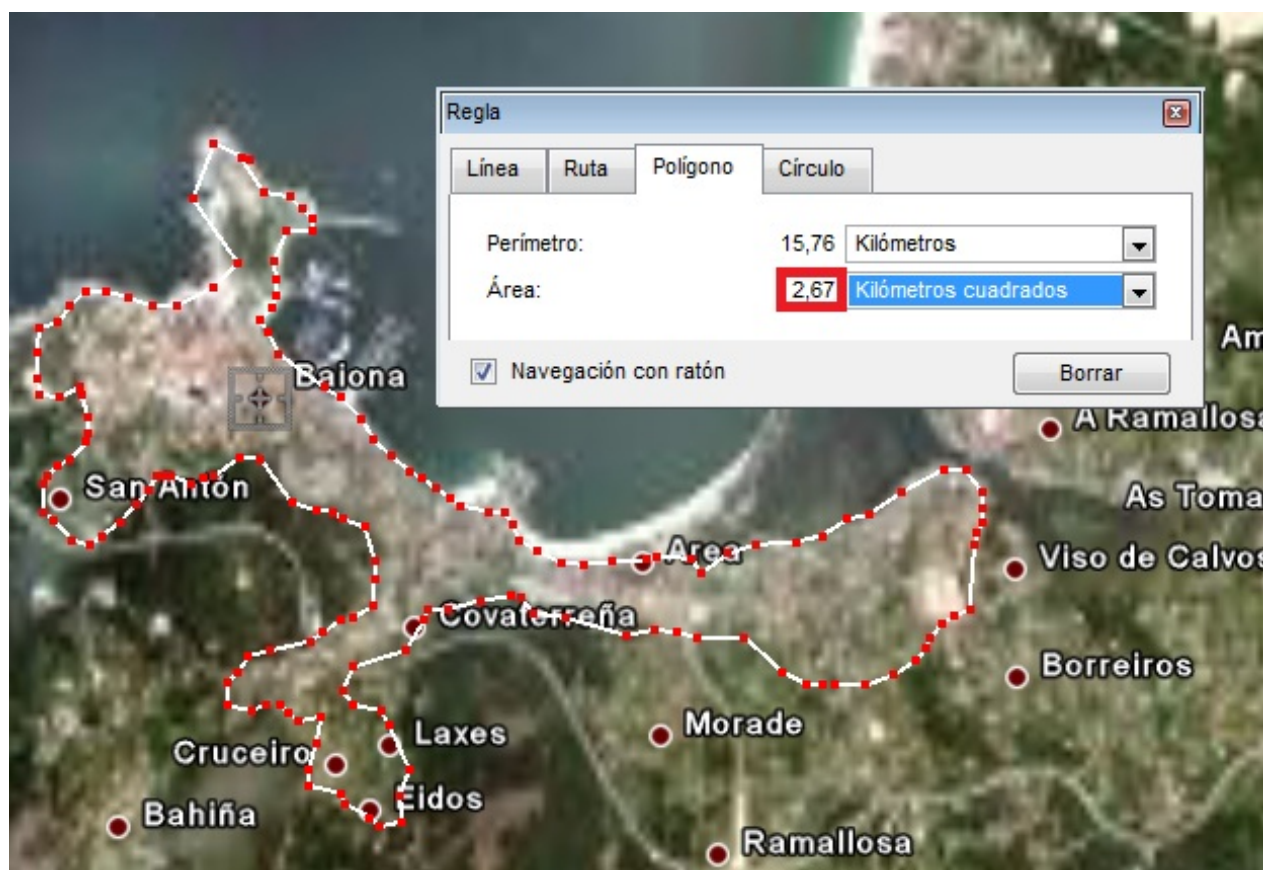 Regla
Línea
Ruta
Polígono
Círculo
Perímetro:
15,76
Kilómetros
Área:
2,67
Kilómetros cuadrados
Navegación con ratón
Borrar
Am
Baiona
A Ramallosa
San Antón
As Toma
Area
Viso de Calvos
Covaterreña
Borreiros
Laxes
Morade
Cruceiro
Eidos
Bahiña
Ramallosa